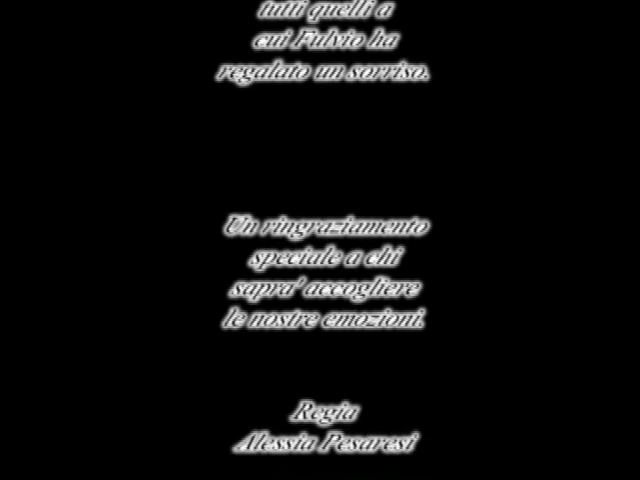 tutti quelli a
cui Fulvio ha
regalato un sorriso.
Un ringraziamento
speciale a chi
sapra' accogliere
le nostre emozioni.
Regia
Alessia Pesaresi